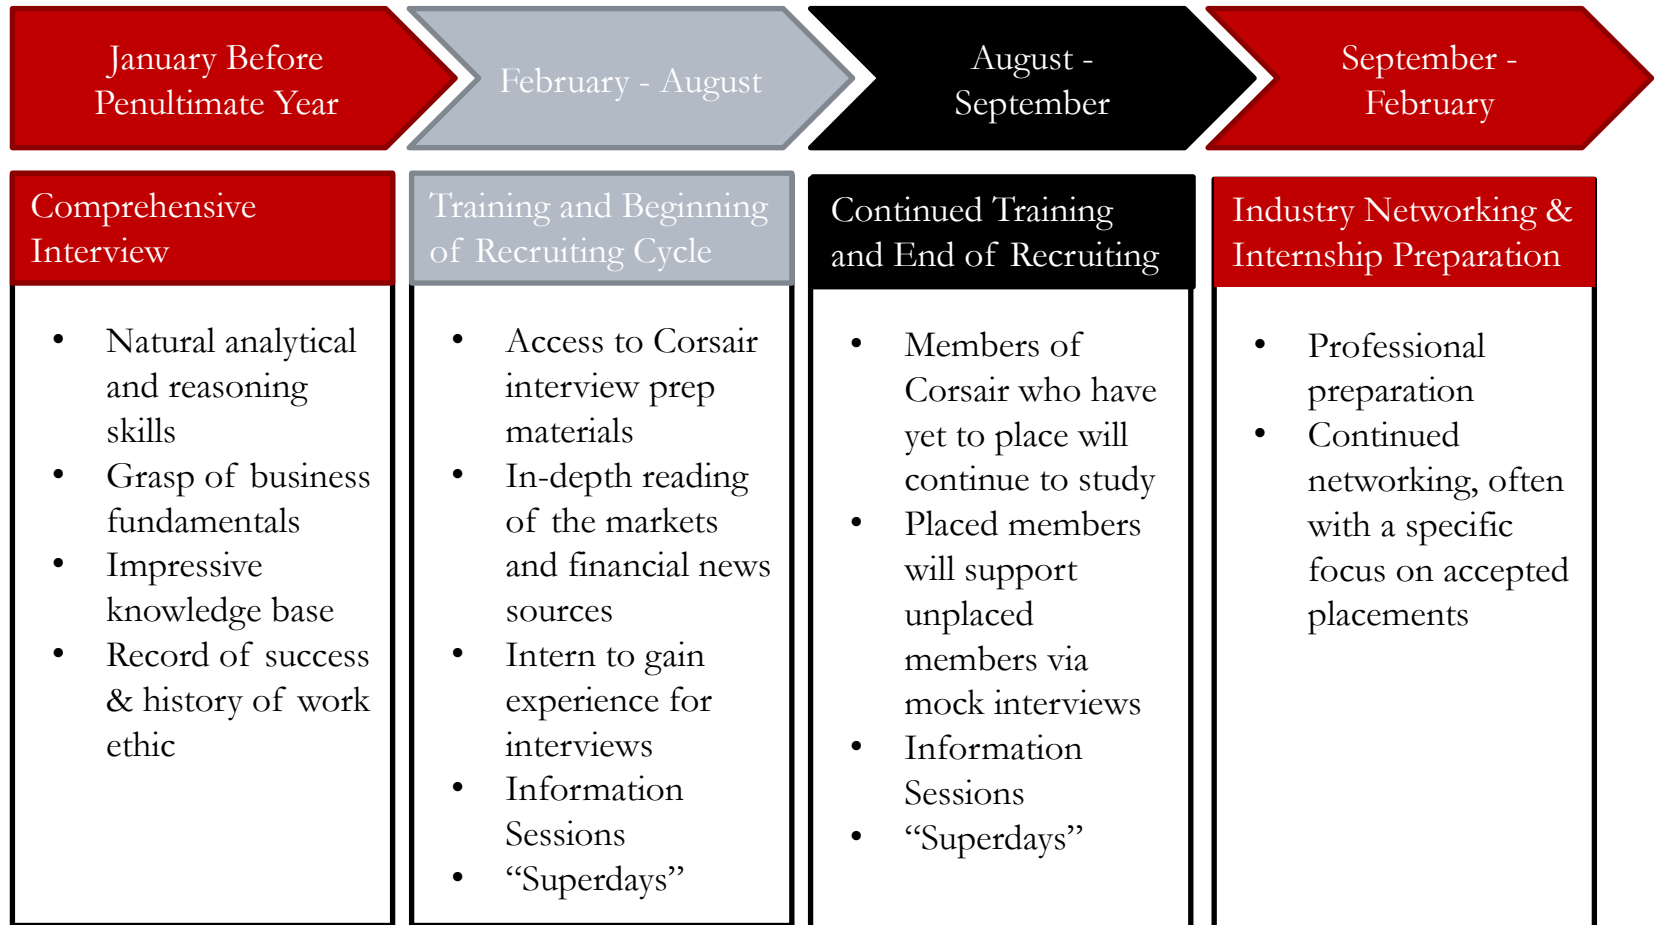 January Before
Penultimate Year
February - August
August -
September
September -
February
Comprehensive
Interview
• Natural analytical
and reasoning
skills
• Grasp of business
fundamentals
• Impressive
knowledge base
• Record of success
& history of work
ethic
Training and Beginning
of Recruiting Cycle
• Access to Corsair
interview prep
materials
• In-depth reading
of the markets
and financial news
sources
• Intern to gain
experience for
interviews
• Information
Sessions
• “Superdays”
Continued Training
and End of Recruiting
• Members of
Corsair who have
yet to place will
continue to study
• Placed members
will support
unplaced
members via
mock interviews
• Information
Sessions
• “Superdays”
Industry Networking &
Internship Preparation
• Professional
preparation
• Continued
networking, often
with a specific
focus on accepted
placements